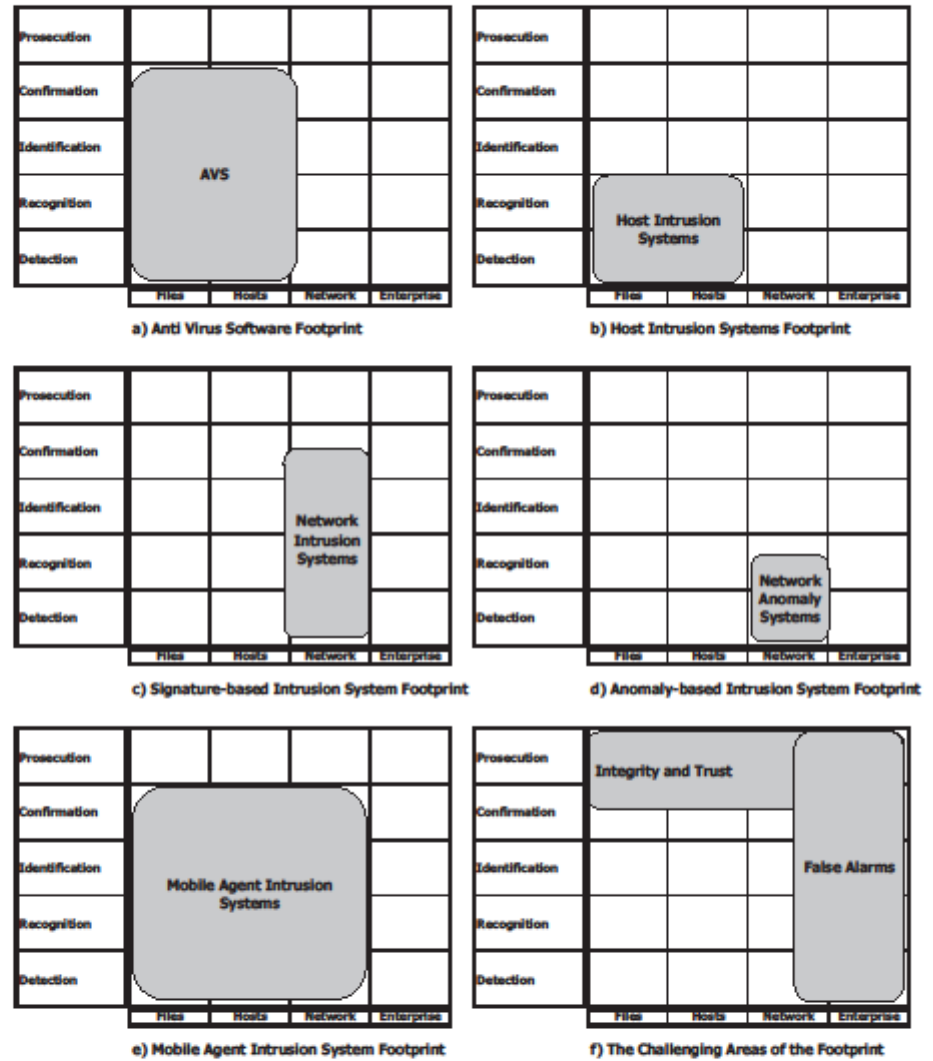 Prosecution
Confirmation
Identification
Recognition
Detection
AVS
Files Hosts Network Enterprise
a) Anti Virus Software Footprint
Prosecution
Confirmation
Identification
Recognition
Detection
Host Intrusion
Systems
Files Hosts Network Enterprise
b) Host Intrusion Systems Footprint
Prosecution
Confirmation
Identification
Recognition
Detection
Network
Intrusion
Systems
Files Hosts Network Enterprise
c) Signature-based Intrusion System Footprint
Prosecution
Confirmation
Identification
Recognition
Detection
Network
Anomaly
Systems
Files Hosts Network Enterprise
d) Anomaly-based Intrusion System Footprint
Prosecution
Confirmation
Identification
Recognition
Detection
Mobile Agent Intrusion
Systems
Files Hosts Network Enterprise
e) Mobile Agent Intrusion System Footprint
Prosecution
Confirmation
Identification
Recognition
Detection
Integrity and Trust
False Alarms
Files Hosts Network Enterprise
f) The Challenging Areas of the Footprint